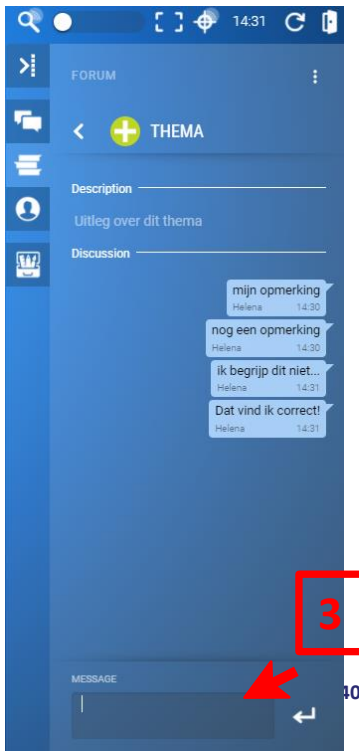 14:31
FORUM
THEMA
Description
Uitleg over dit thema
Discussion
mijn opmerking
Helena 14:30
nog een opmerking
Helena 14:30
ik begrijp dit niet...
Helena 14:31
Dat vind ik correct!
Helena 14:31
3
MESSAGE
40